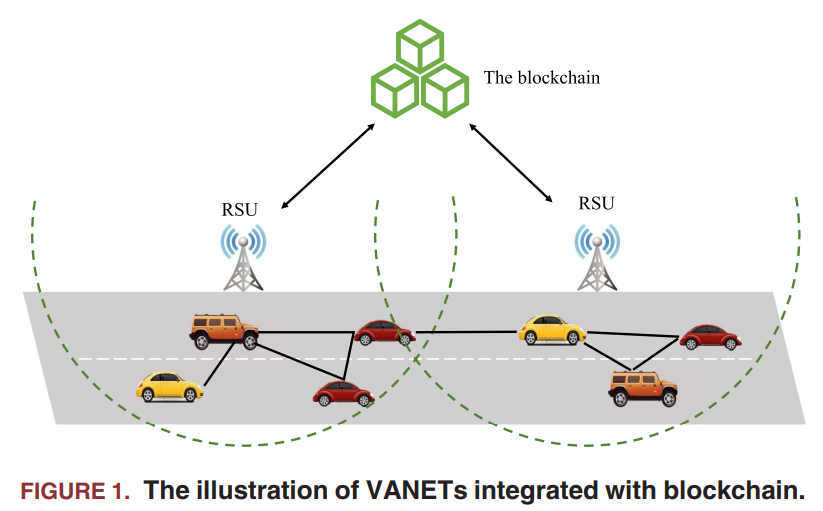 The blockchain
RSU
RSU
FIGURE 1. The illustration of VANETs integrated with blockchain.